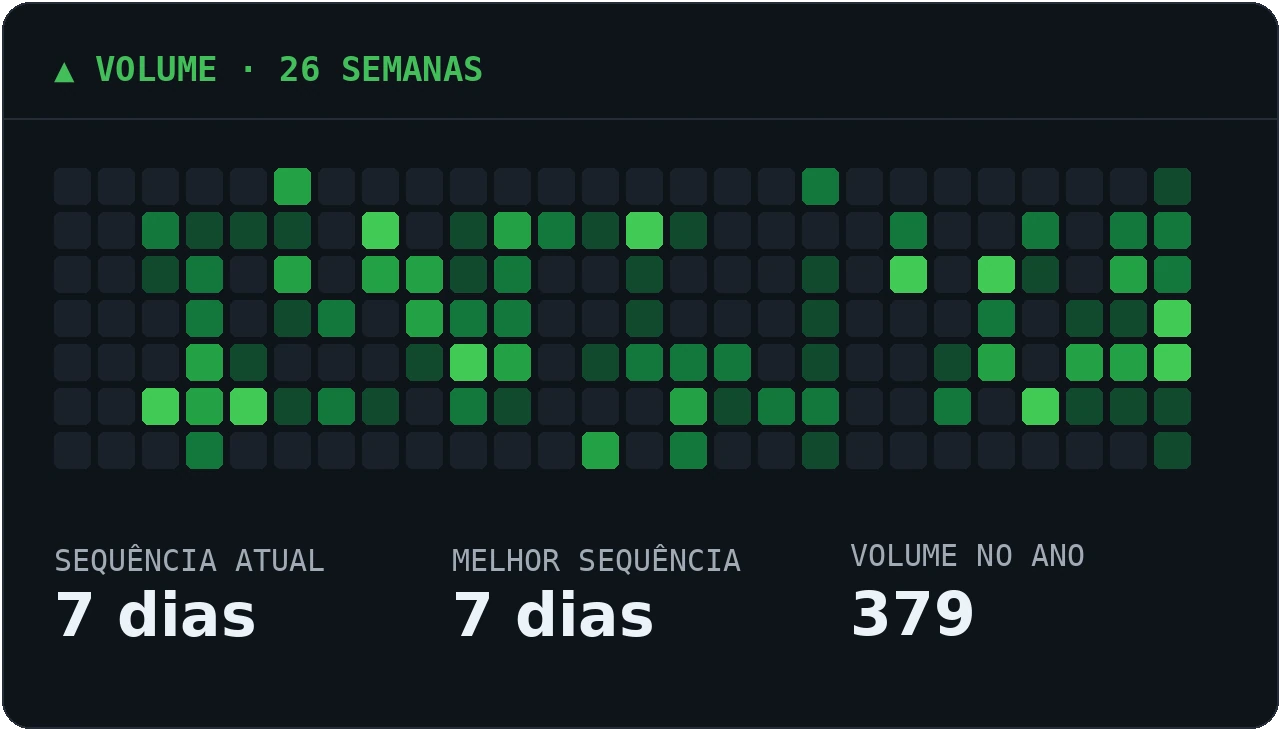 ▲ VOLUME · 26 SEMANAS
SEQUÊNCIA ATUAL
7 dias
MELHOR SEQUÊNCIA
7 dias
VOLUME NO ANO
379